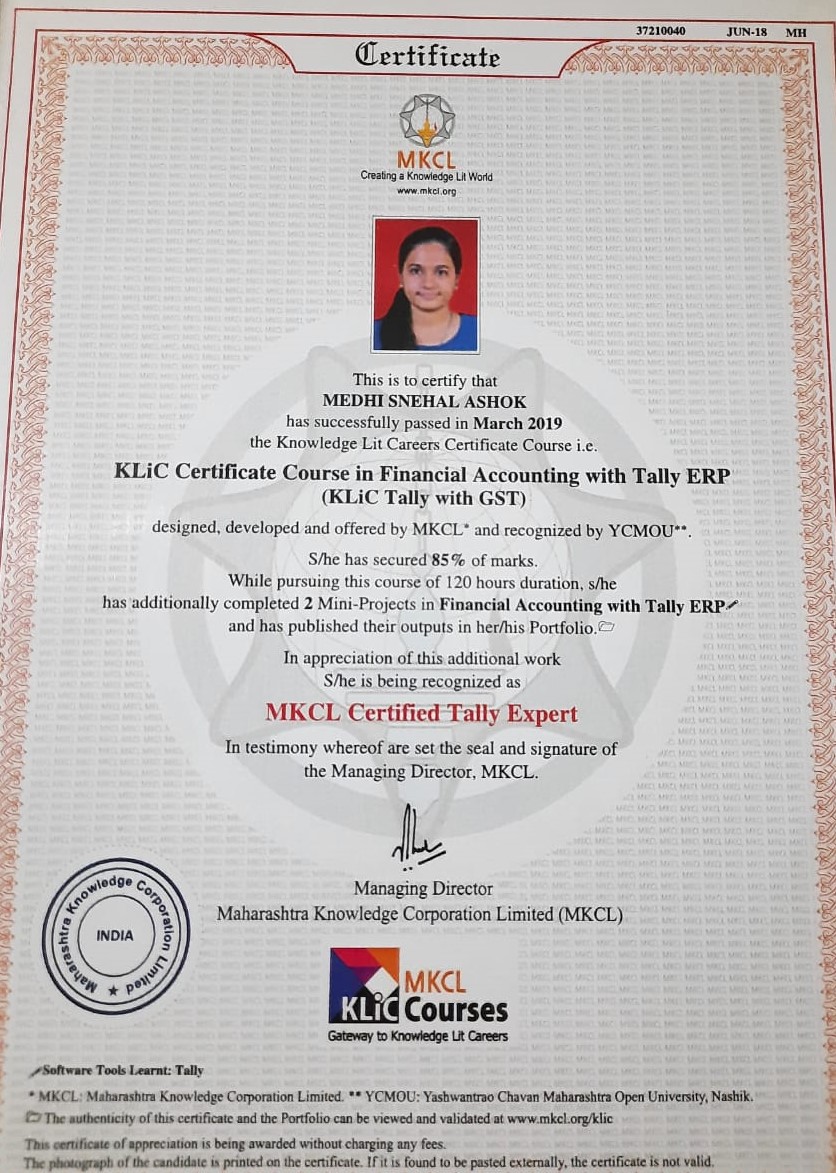 37210040 JUN-18 MH
Certificate
MKCL
Creating a Knowledge Lit World
www.mkcl.org
This is to certify that
MEDHI SNEHAL ASHOK
has successfully passed in March 2019
the Knowledge Lit Careers Certificate Course i.e.
KLiC Certificate Course in Financial Accounting with Tally ERP
(KLiC Tally with GST)
designed, developed and offered by MKCL* and recognized by YCMOU**.
S/he has secured 85% of marks.
While pursuing this course of 120 hours duration, s/he
has additionally completed 2 Mini-Projects in Financial Accounting with Tally ERP
and has published their outputs in her/his Portfolio.
In appreciation of this additional work
S/he is being recognized as
MKCL Certified Tally Expert
In testimony whereof are set the seal and signature of
the Managing Director, MKCL.
Managing Director
Maharashtra Knowledge Corporation Limited (MKCL)
Maharashtra Knowledge Corporation Limited ★
INDIA
MKCL
KLiC Courses
Gateway to Knowledge Lit Careers
Software Tools Learnt: Tally
* MKCL: Maharashtra Knowledge Corporation Limited. ** YCMOU: Yashwantrao Chavan Maharashtra Open University, Nashik.
The authenticity of this certificate and the Portfolio can be viewed and validated at www.mkcl.org/klic
This certificate of appreciation is being awarded without charging any fees.
The photograph of the candidate is printed on the certificate. If it is found to be pasted externally, the certificate is not valid.